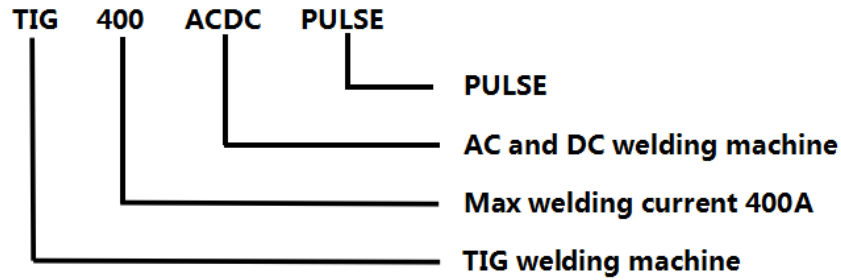 TIG 400 ACDC PULSE
PULSE
AC and DC welding machine
Max welding current 400A
TIG welding machine